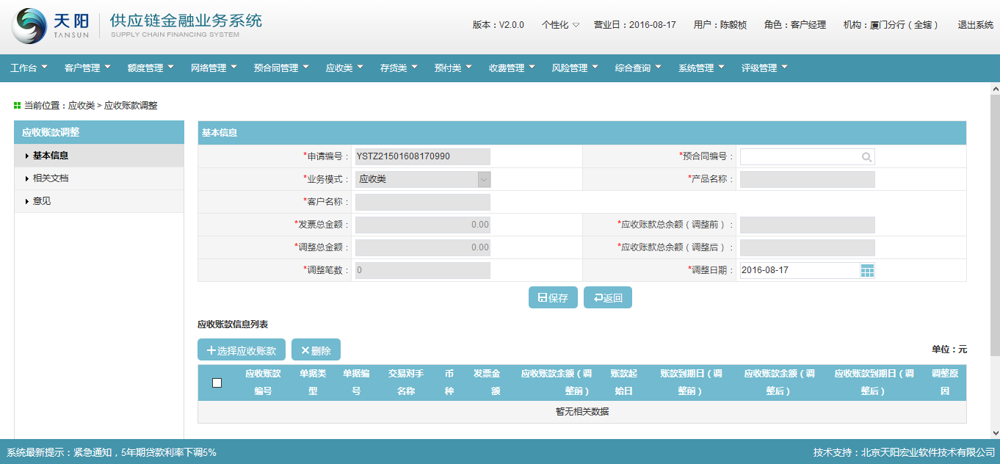 天阳
TANSUN
供应链金融业务系统
SUPPLY CHAIN FINANCING SYSTEM
版本：V2.0.0 个性化 营业日：2016-08-17 用户：陈毅桢 角色：客户经理 机构：厦门分行（全辖） 退出系统
工作台 客户管理 额度管理 网络管理 预合同管理 应收类 存货类 预付类 收费管理 风险管理 综合查询 系统管理 评级管理
当前位置：应收类 > 应收账款调整
应收账款调整
基本信息
相关文档
意见
基本信息
*申请编号： YSTZ21501608170990 *预合同编号：
*业务模式： 应收类 *产品名称：
*客户名称：
*发票总金额： 0.00 *应收账款总余额（调整前）：
*调整总金额： 0.00 *应收账款总余额（调整后）：
*调整笔数： 0 *调整日期： 2016-08-17
保存 返回
应收账款信息列表
选择应收账款 删除 单位：元
应收账款 单据类 单据编 交易对手 币 发票金 应收账款余额（调 账款起 账款到期日（调 应收账款余额（调 应收账款到期日（调 调整原
编号 型 号 名称 种 额 整前） 始日 整前） 整后） 整后） 因
暂无相关数据
系统最新提示：紧急通知，5年期贷款利率下调5% 技术支持：北京天阳宏业软件技术有限公司